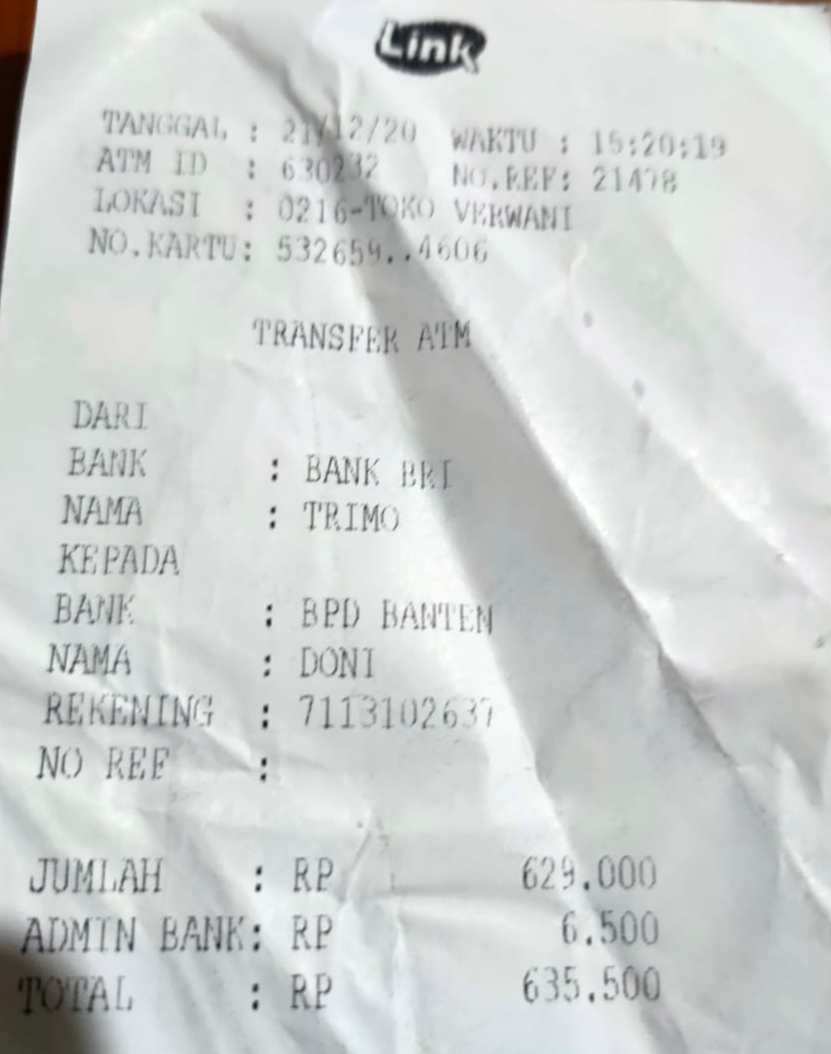 Link
TANGGAL : 21/12/20 WAKTU : 15:20:19
ATM ID : 630232 NO.REF: 21478
LOKASI : 0216-TOKO VERWANI
NO.KARTU: 532659..4606
TRANSFER ATM
DARI
BANK : BANK BRI
NAMA : TRIMO
KEPADA
BANK : BPD BANTEN
NAMA : DONI
REKENING : 7113102637
NO REF :
JUMLAH : RP 629.000
ADMIN BANK: RP 6.500
TOTAL : RP 635.500